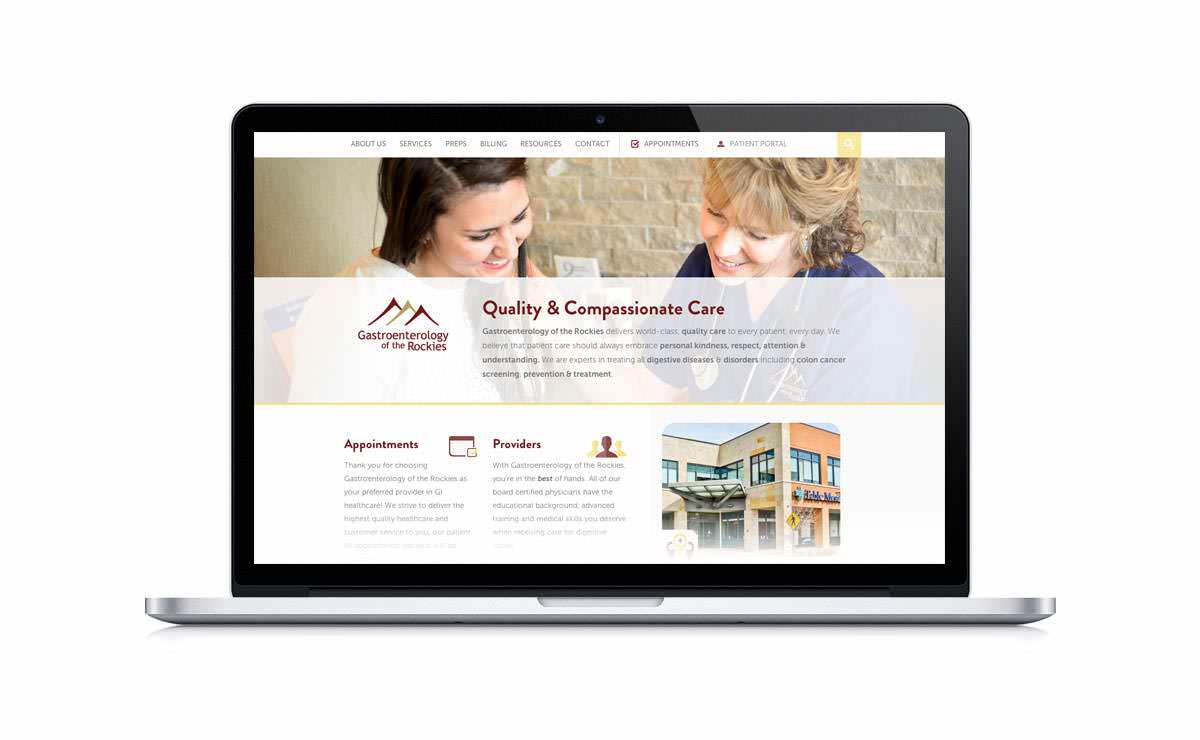 ABOUT US SERVICES PREPS BILLING RESOURCES CONTACT APPOINTMENTS PATIENT PORTAL
Gastroenterology
of the Rockies
Quality & Compassionate Care
Gastroenterology of the Rockies delivers world-class, quality care to every patient, every day. We
believe that patient care should always embrace personal kindness, respect, attention &
understanding. We are experts in treating all digestive diseases & disorders including colon cancer
screening, prevention & treatment.
Appointments
Thank you for choosing
Gastroenterology of the Rockies as
your preferred provider in GI
healthcare! We strive to deliver the
highest quality healthcare and
customer service to you, our patient.
Providers
With Gastroenterology of the Rockies,
you're in the best of hands. All of our
board certified physicians have the
educational background, advanced
training and medical skills you deserve
when receiving care for digestive